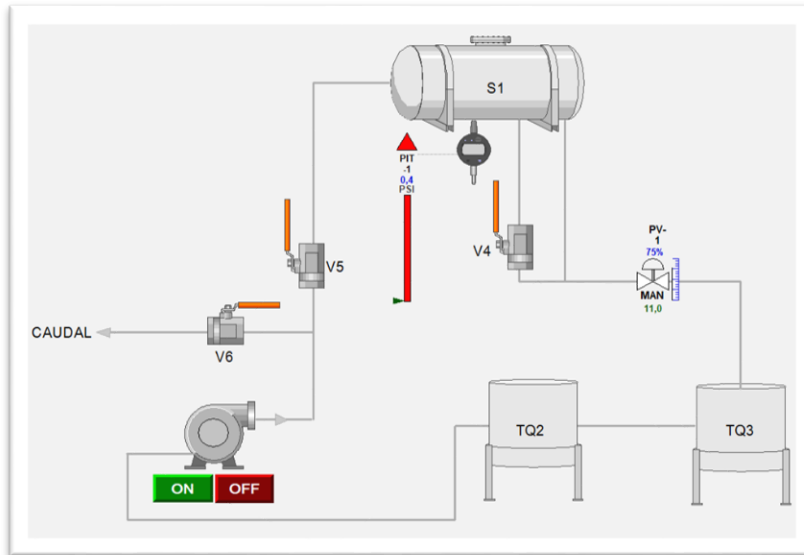 S1
PIT
-1
0,4
PSI
V4
V5
PV-
1
75%
MAN
11,0
CAUDAL
V6
TQ2
TQ3
ON
OFF